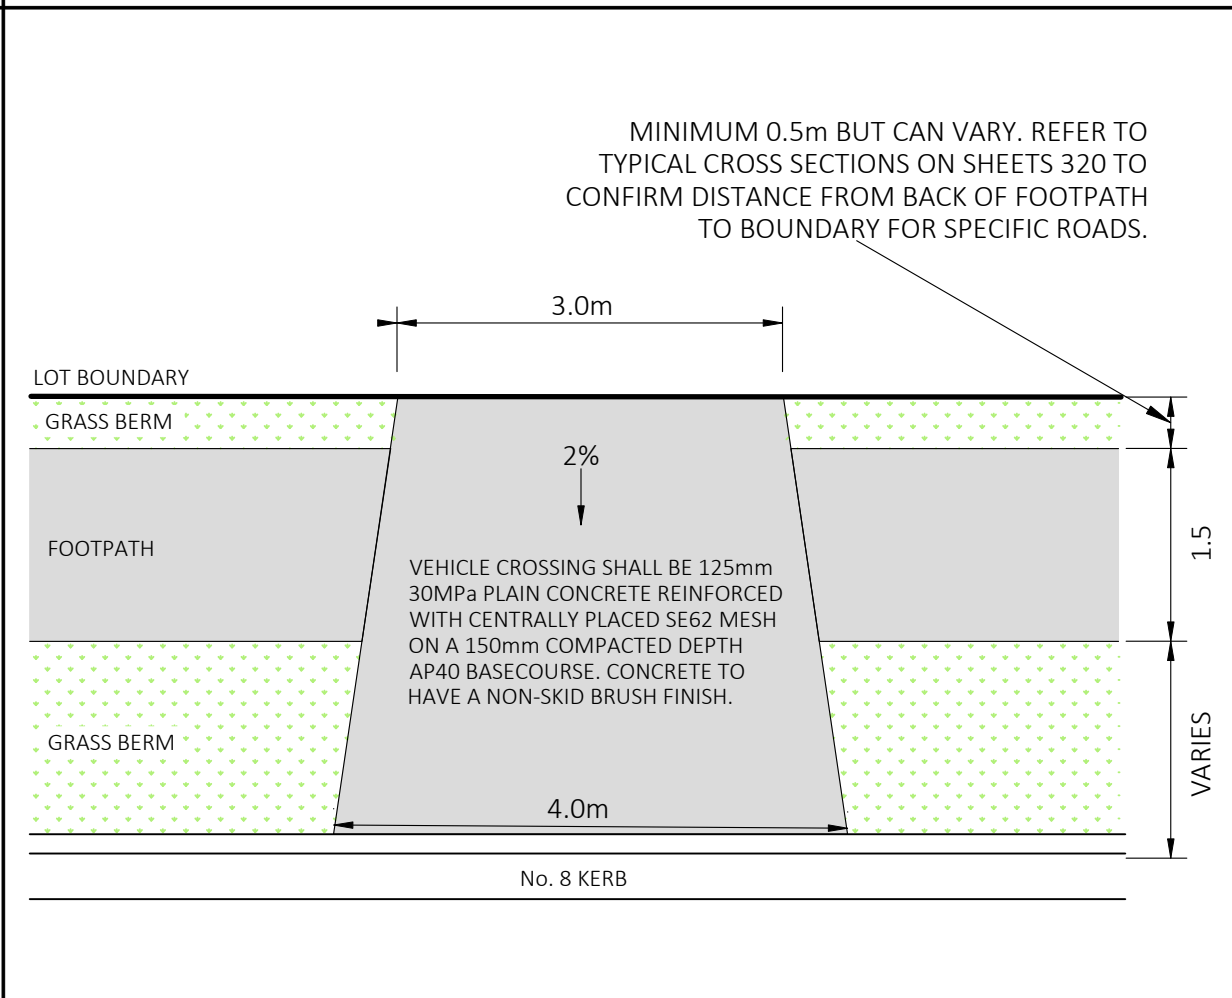 MINIMUM 0.5m BUT CAN VARY. REFER TO
TYPICAL CROSS SECTIONS ON SHEETS 320 TO
CONFIRM DISTANCE FROM BACK OF FOOTPATH
TO BOUNDARY FOR SPECIFIC ROADS.
3.0m
LOT BOUNDARY
GRASS BERM
2%
1.5
FOOTPATH
VEHICLE CROSSING SHALL BE 125mm
30MPa PLAIN CONCRETE REINFORCED
WITH CENTRALLY PLACED SE62 MESH
ON A 150mm COMPACTED DEPTH
AP40 BASECOURSE. CONCRETE TO
HAVE A NON-SKID BRUSH FINISH.
GRASS BERM
VARIES
4.0m
No. 8 KERB